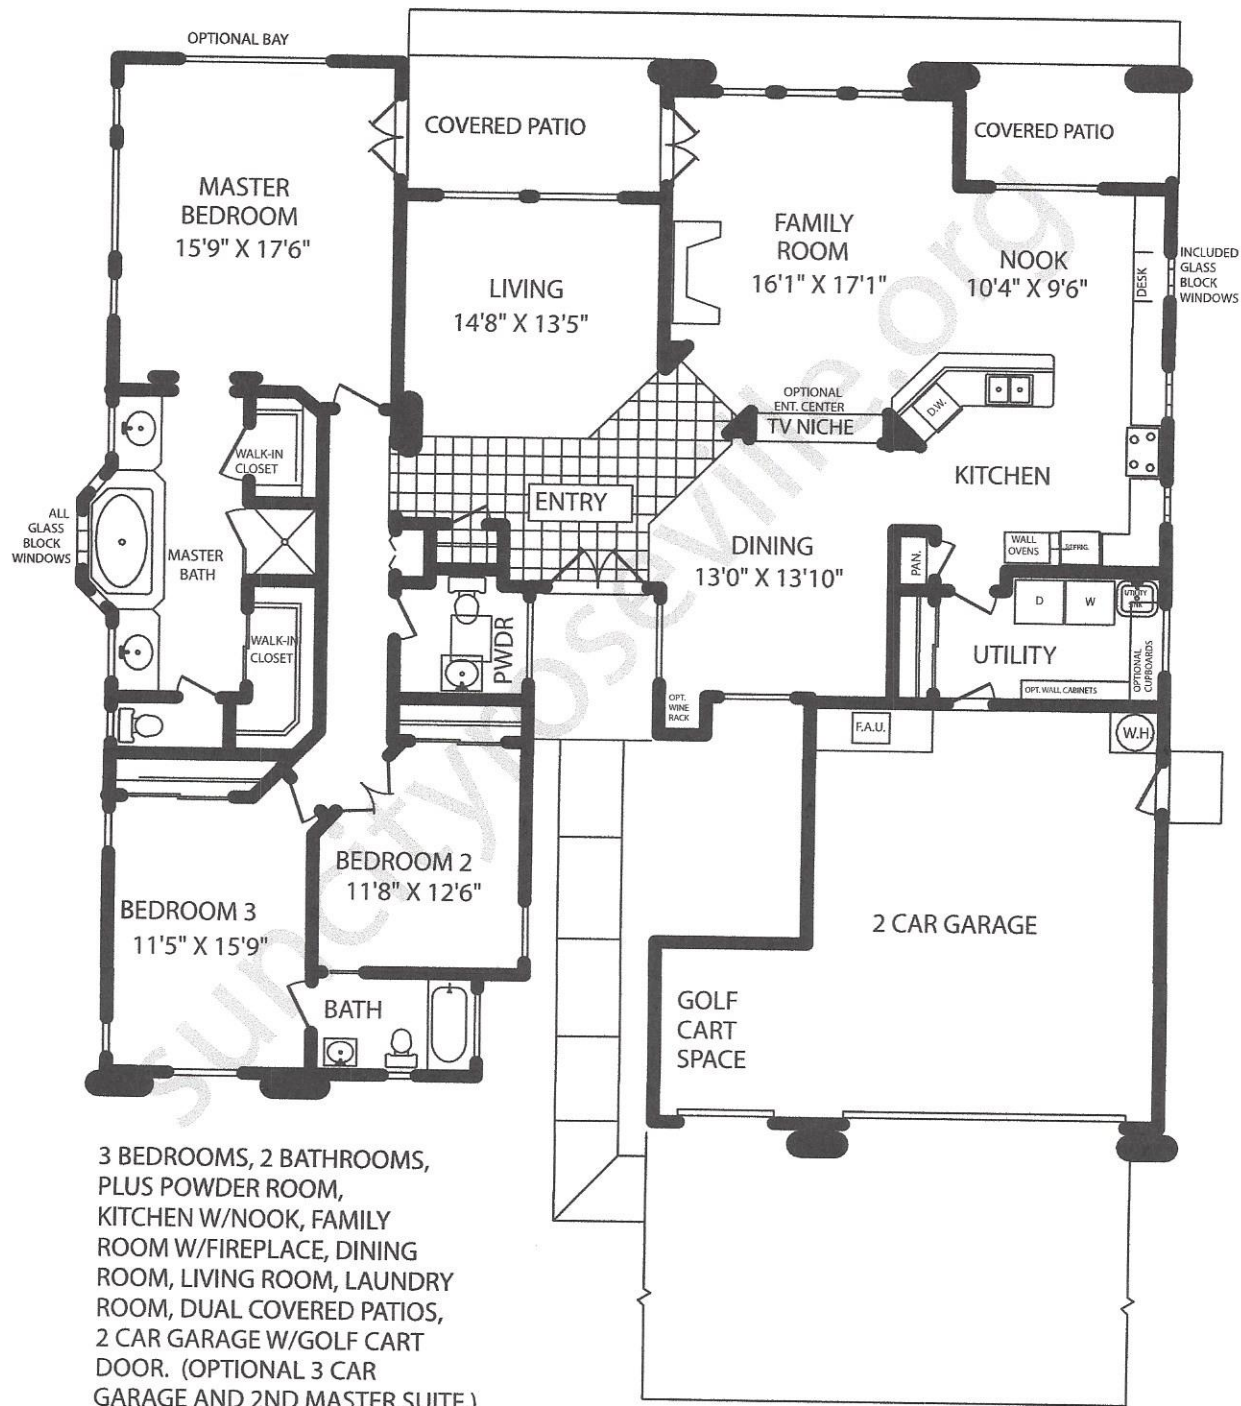 OPTIONAL BAY
COVERED PATIO
COVERED PATIO
MASTER
BEDROOM
15'9" X 17'6"
FAMILY
ROOM
16'1" X 17'1"
NOOK
10'4" X 9'6"
DESK
INCLUDED
GLASS
BLOCK
WINDOWS
LIVING
14'8" X 13'5"
OPTIONAL
ENT. CENTER
TV NICHE
D.W.
WALK-IN
CLOSET
KITCHEN
ENTRY
ALL
GLASS
BLOCK
WINDOWS
MASTER
BATH
DINING
13'0" X 13'10"
PAN.
WALL
OVENS
REFRIG.
D
W
UTILITY
SINK
WALK-IN
CLOSET
PWDR
UTILITY
OPTIONAL
CUPBOARDS
OPT. WALL CABINETS
OPT.
WINE
RACK
F.A.U.
W.H.
BEDROOM 2
11'8" X 12'6"
BEDROOM 3
11'5" X 15'9"
2 CAR GARAGE
BATH
GOLF
CART
SPACE
3 BEDROOMS, 2 BATHROOMS,
PLUS POWDER ROOM,
KITCHEN W/NOOK, FAMILY
ROOM W/FIREPLACE, DINING
ROOM, LIVING ROOM, LAUNDRY
ROOM, DUAL COVERED PATIOS,
2 CAR GARAGE W/GOLF CART
DOOR. (OPTIONAL 3 CAR
GARAGE AND 2ND MASTER SUITE.)
suncityroseville.org